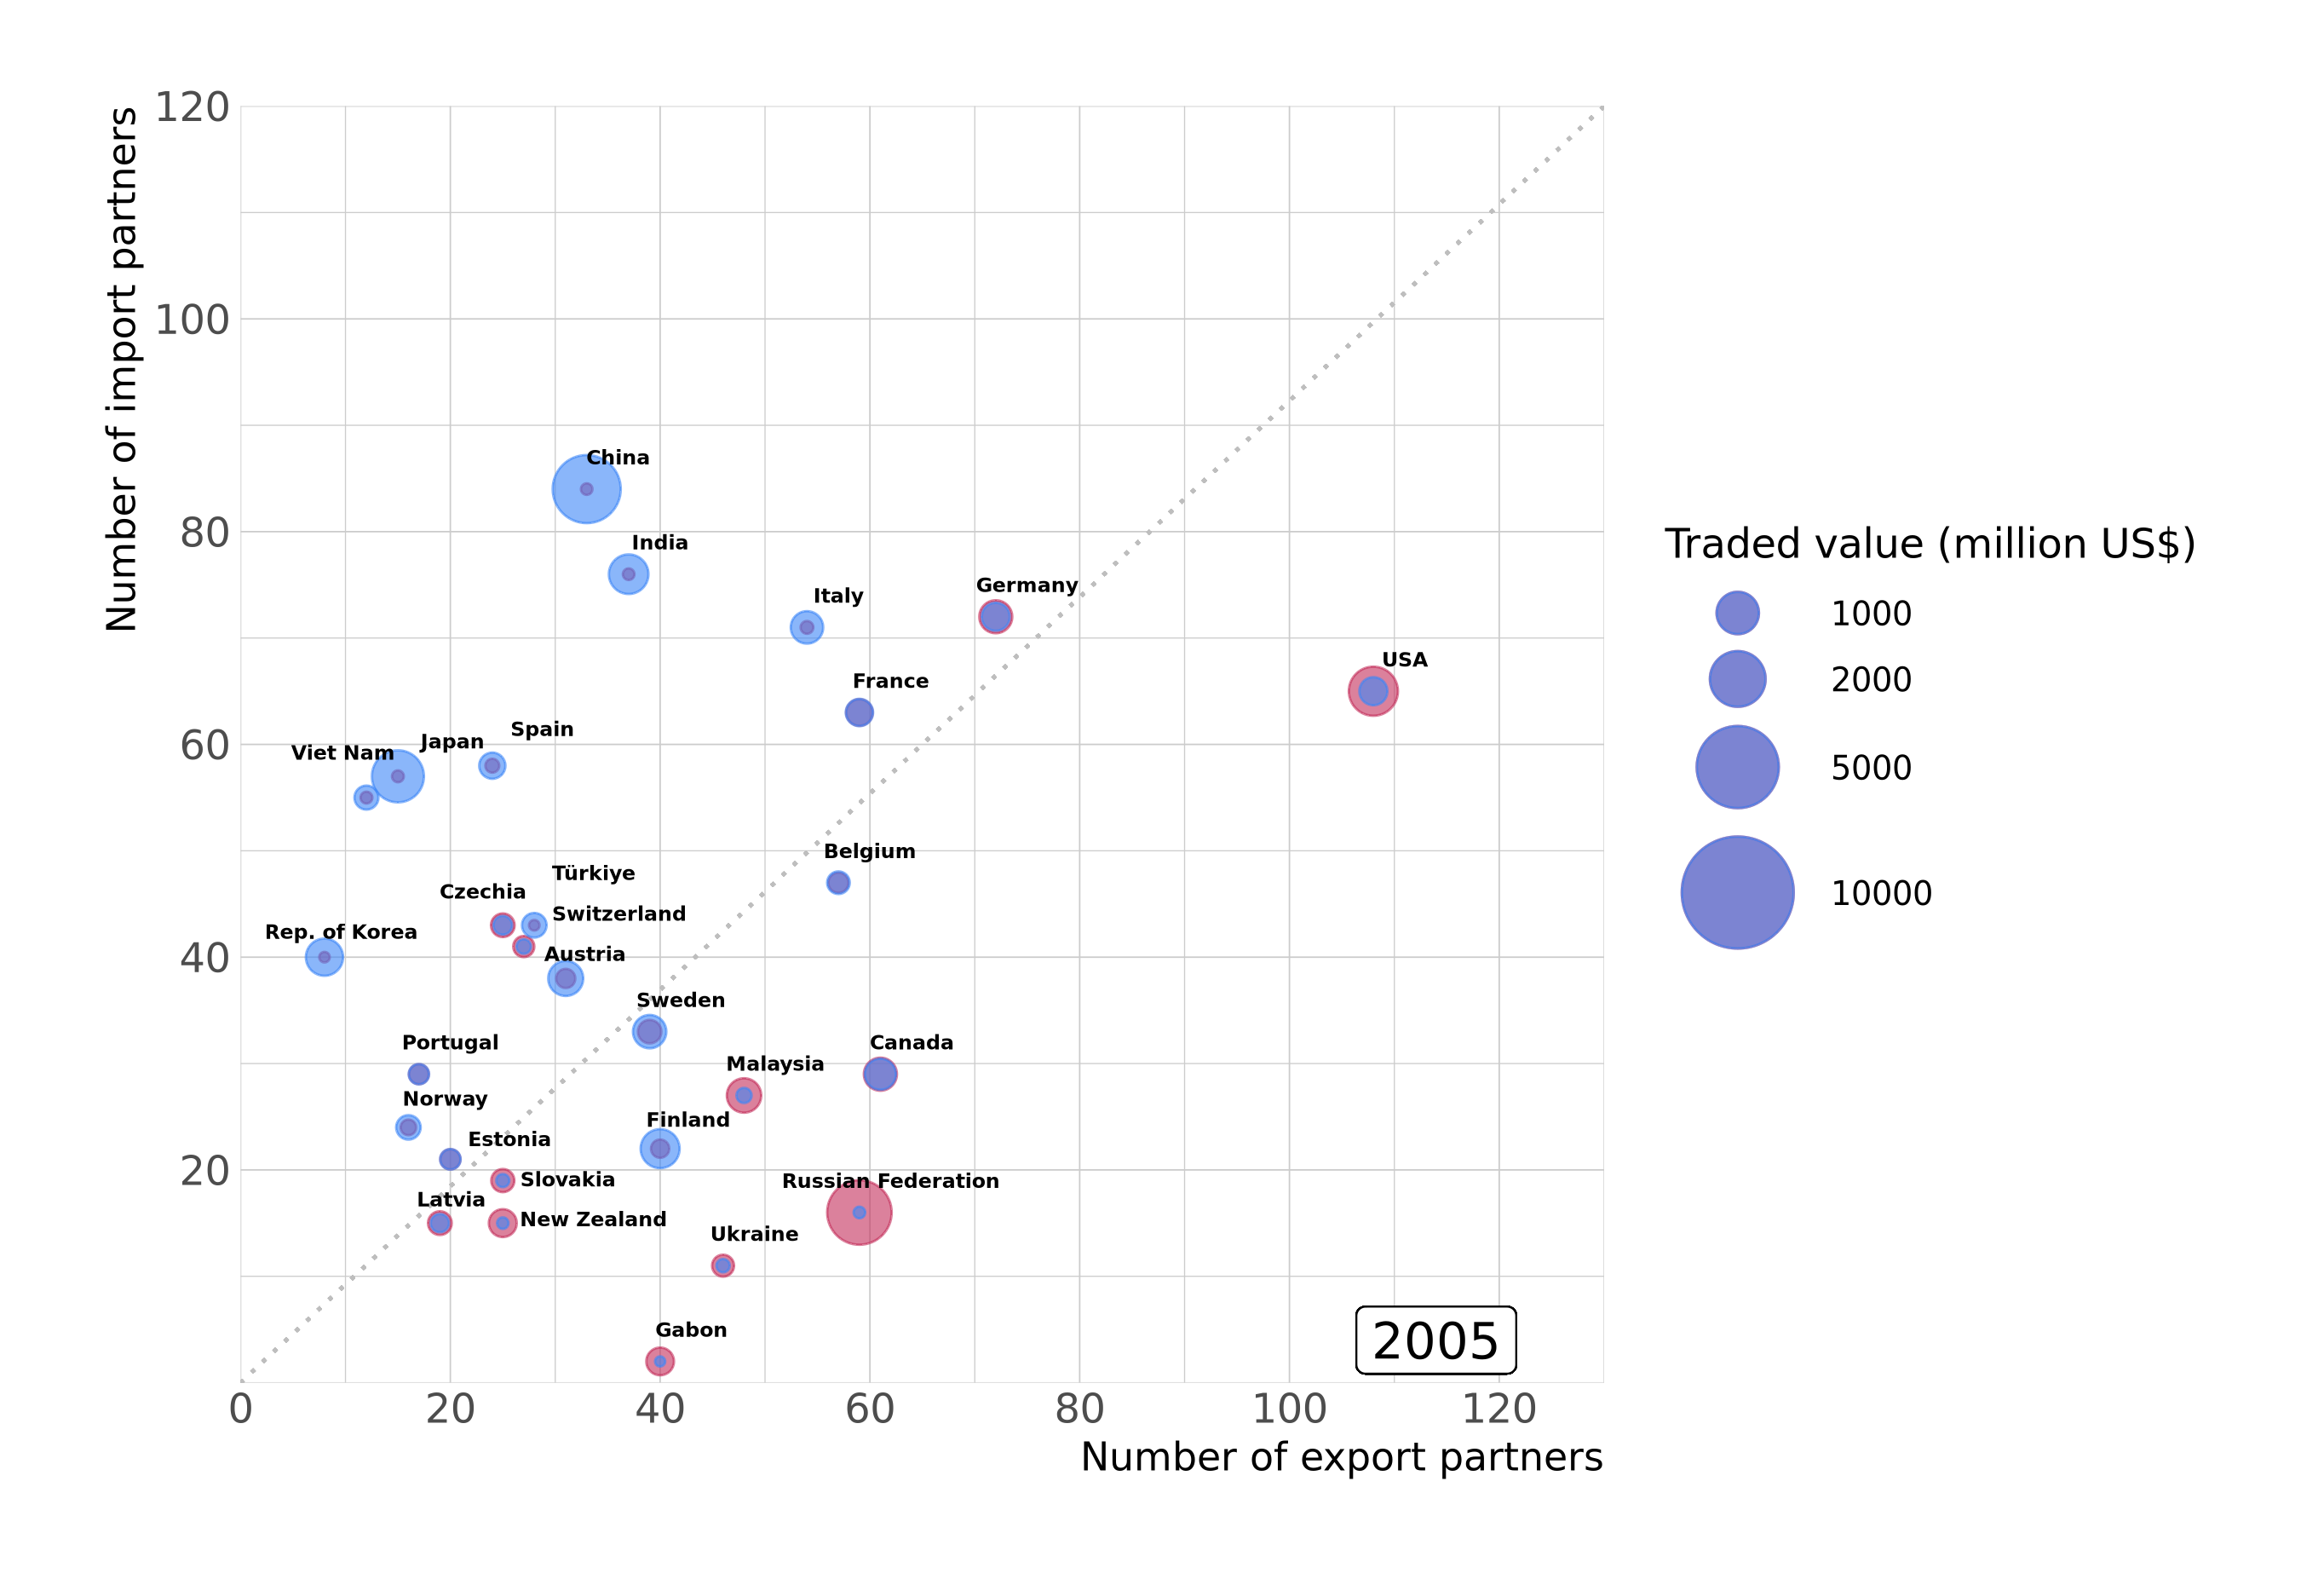 Number of import partners
120
100
80
60
40
20
China
India
Italy
Germany
USA
France
Spain
Japan
Viet Nam
Belgium
Türkiye
Czechia
Switzerland
Rep. of Korea
Austria
Sweden
Portugal
Canada
Malaysia
Norway
Finland
Estonia
Slovakia
Russian Federation
Latvia
New Zealand
Ukraine
Gabon
2005
0
20
40
60
80
100
120
Number of export partners
Traded value (million US$)
1000
2000
5000
10000